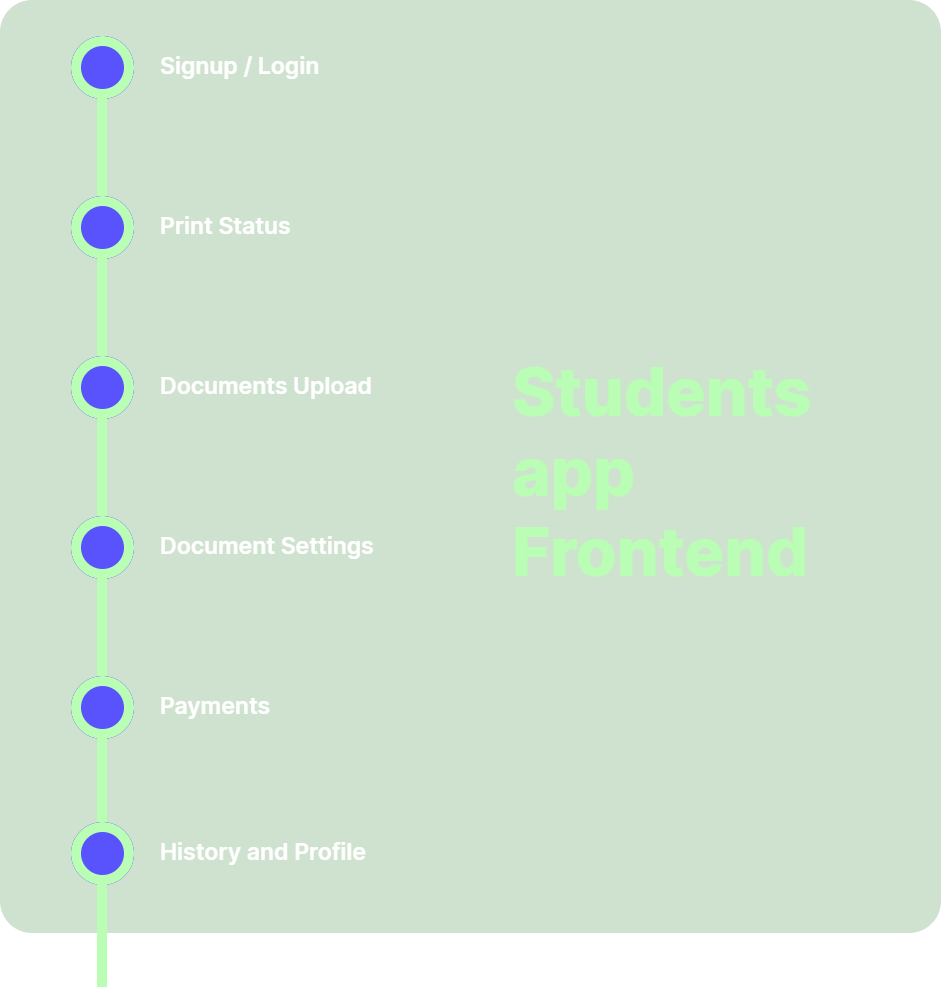 Signup / Login
Print Status
Documents Upload
Document Settings
Payments
History and Profile
Students
app
Frontend